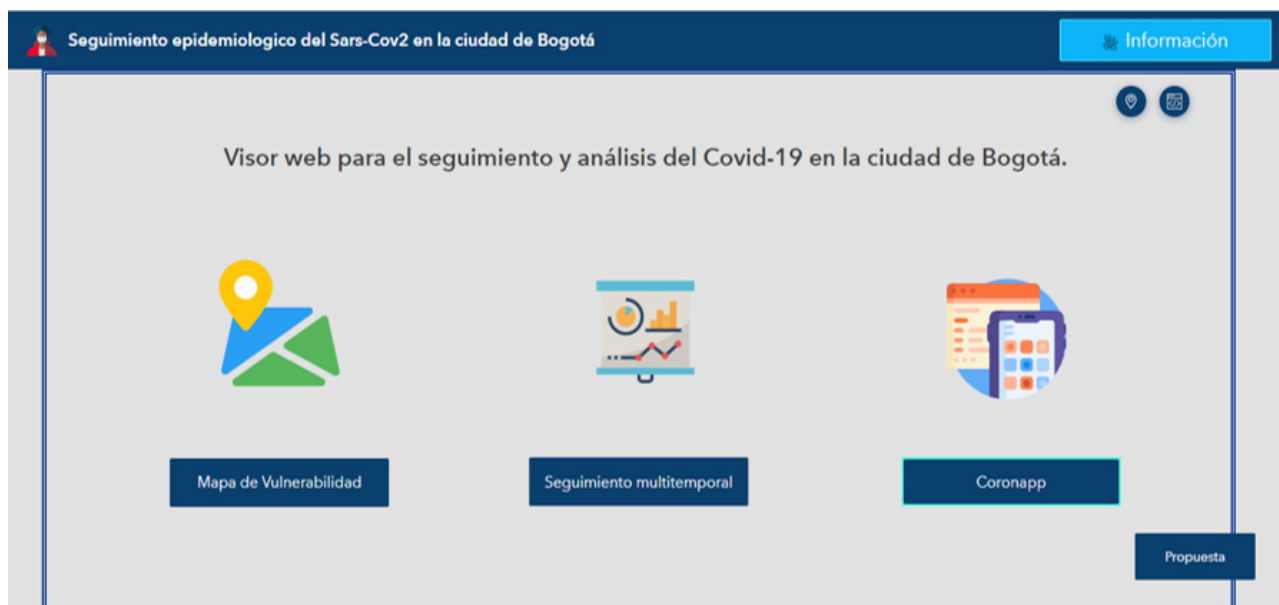 Seguimiento epidemiologico del Sars-Cov2 en la ciudad de Bogotá
Información
Visor web para el seguimiento y análisis del Covid-19 en la ciudad de Bogotá.
Mapa de Vulnerabilidad
Seguimiento multitemporal
Coronapp
Propuesta